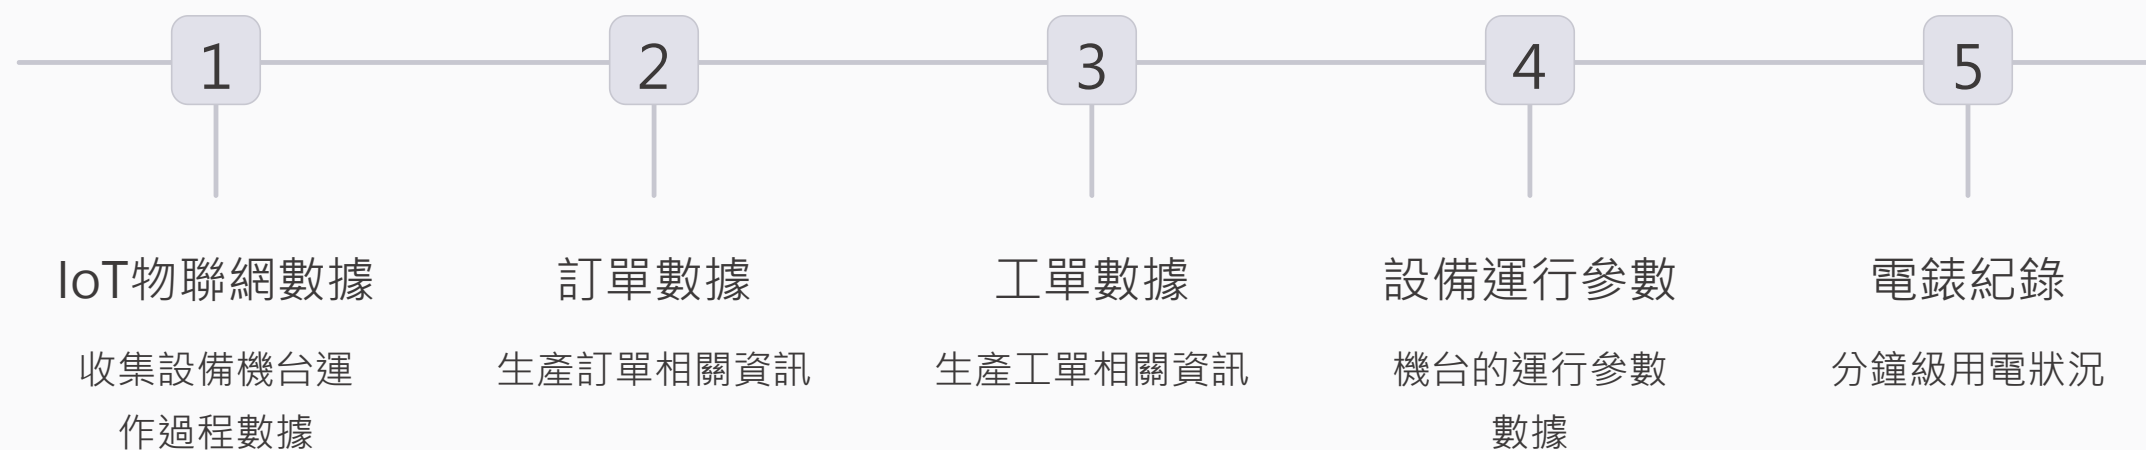 1
2
3
4
5
IoT物聯網數據
訂單數據
工單數據
設備運行參數
電錶紀錄
收集設備機台運
作過程數據
生產訂單相關資訊
生產工單相關資訊
機台的運行參數
數據
分鐘級用電狀況